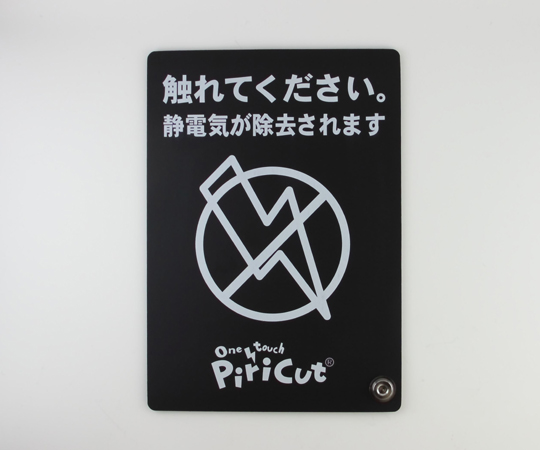 触れてください。
静電気が除去されます
One touch
PiriCut®